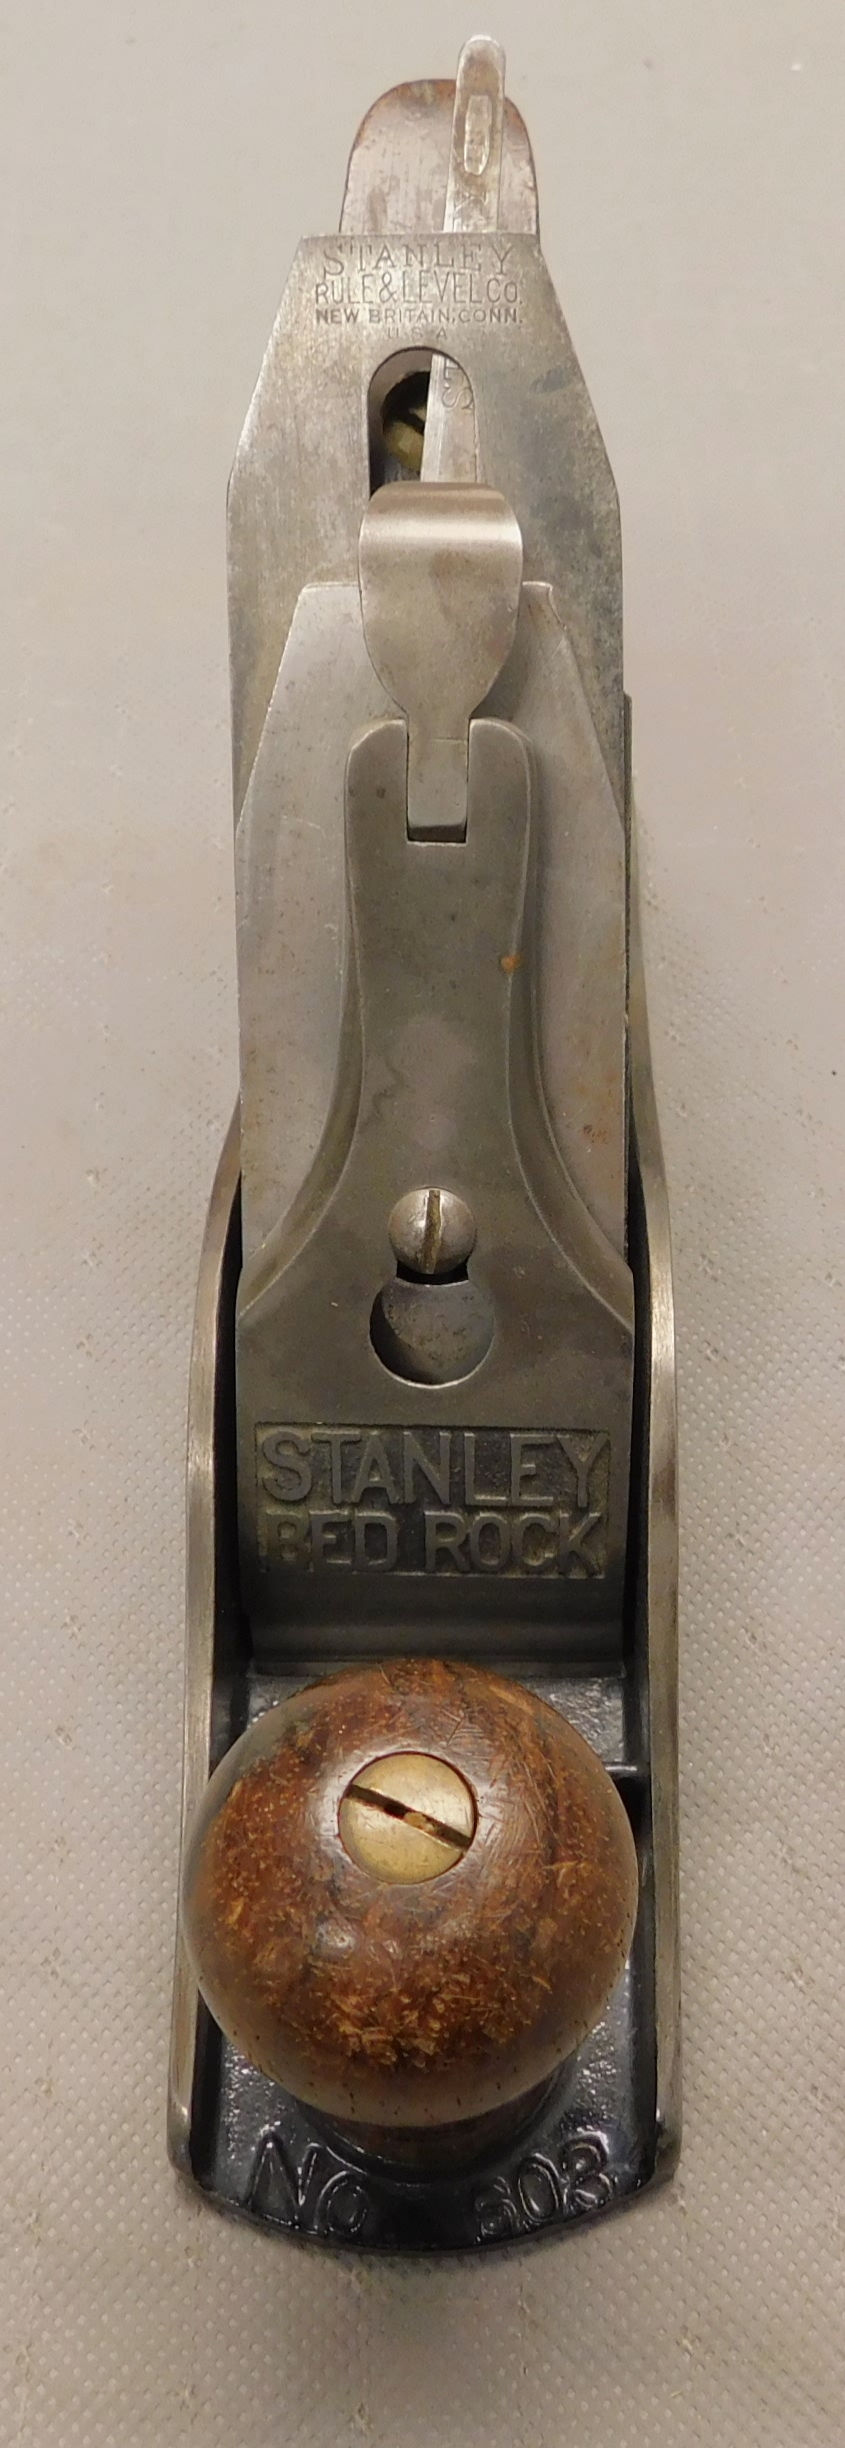 STANLEY
RULE & LEVEL CO.
NEW BRITAIN, CONN.
U.S.A.
STANLEY
BED ROCK
No 603